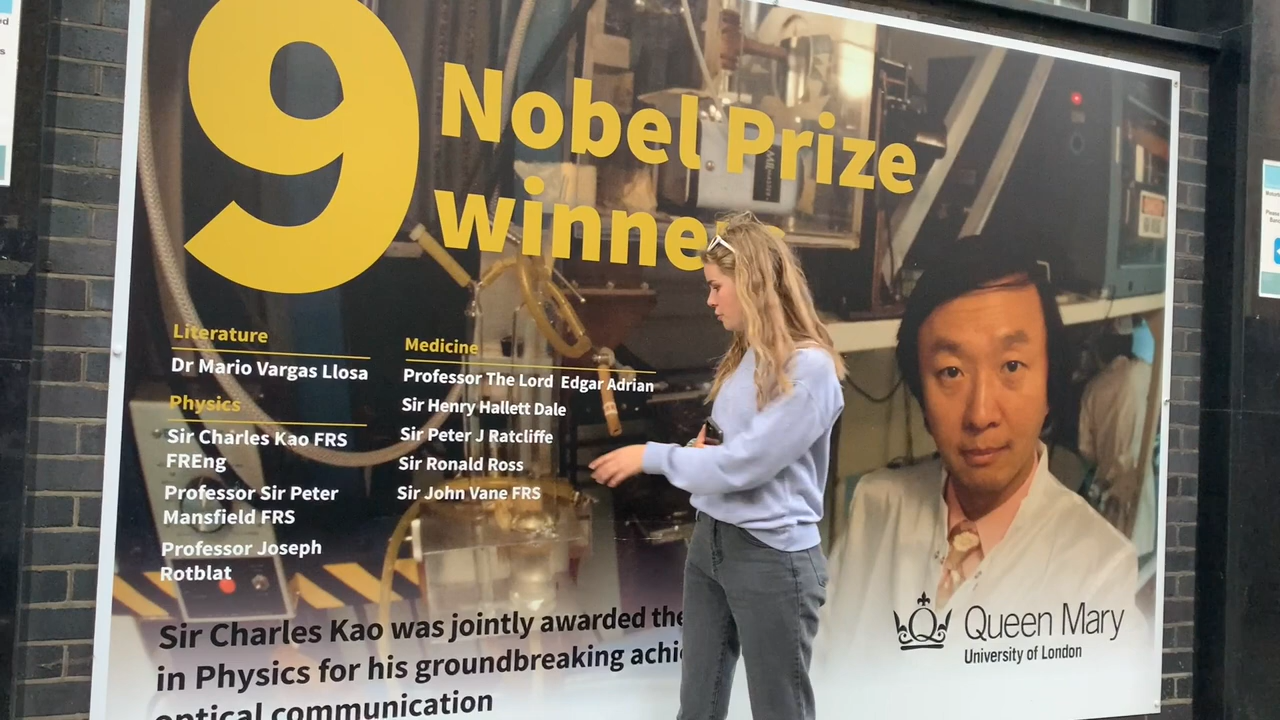 9
Nobel Prize
winners
Literature
Dr Mario Vargas Llosa
Physics
Sir Charles Kao FRS
FREng
Professor Sir Peter
Mansfield FRS
Professor Joseph
Rotblat
Medicine
Professor The Lord Edgar Adrian
Sir Henry Hallett Dale
Sir Peter J Ratcliffe
Sir Ronald Ross
Sir John Vane FRS
Sir Charles Kao was jointly awarded the
in Physics for his groundbreaking
optical communication
Queen Mary
University of London